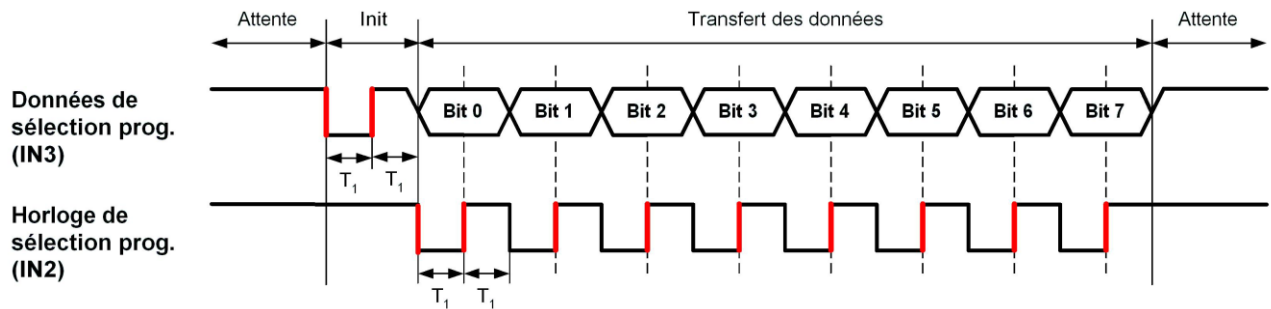 Attente
Init
Transfert des données
Attente
Données de
sélection prog.
(IN3)
Bit 0
Bit 1
Bit 2
Bit 3
Bit 4
Bit 5
Bit 6
Bit 7
T1
T1
Horloge de
sélection prog.
(IN2)
T1
T1